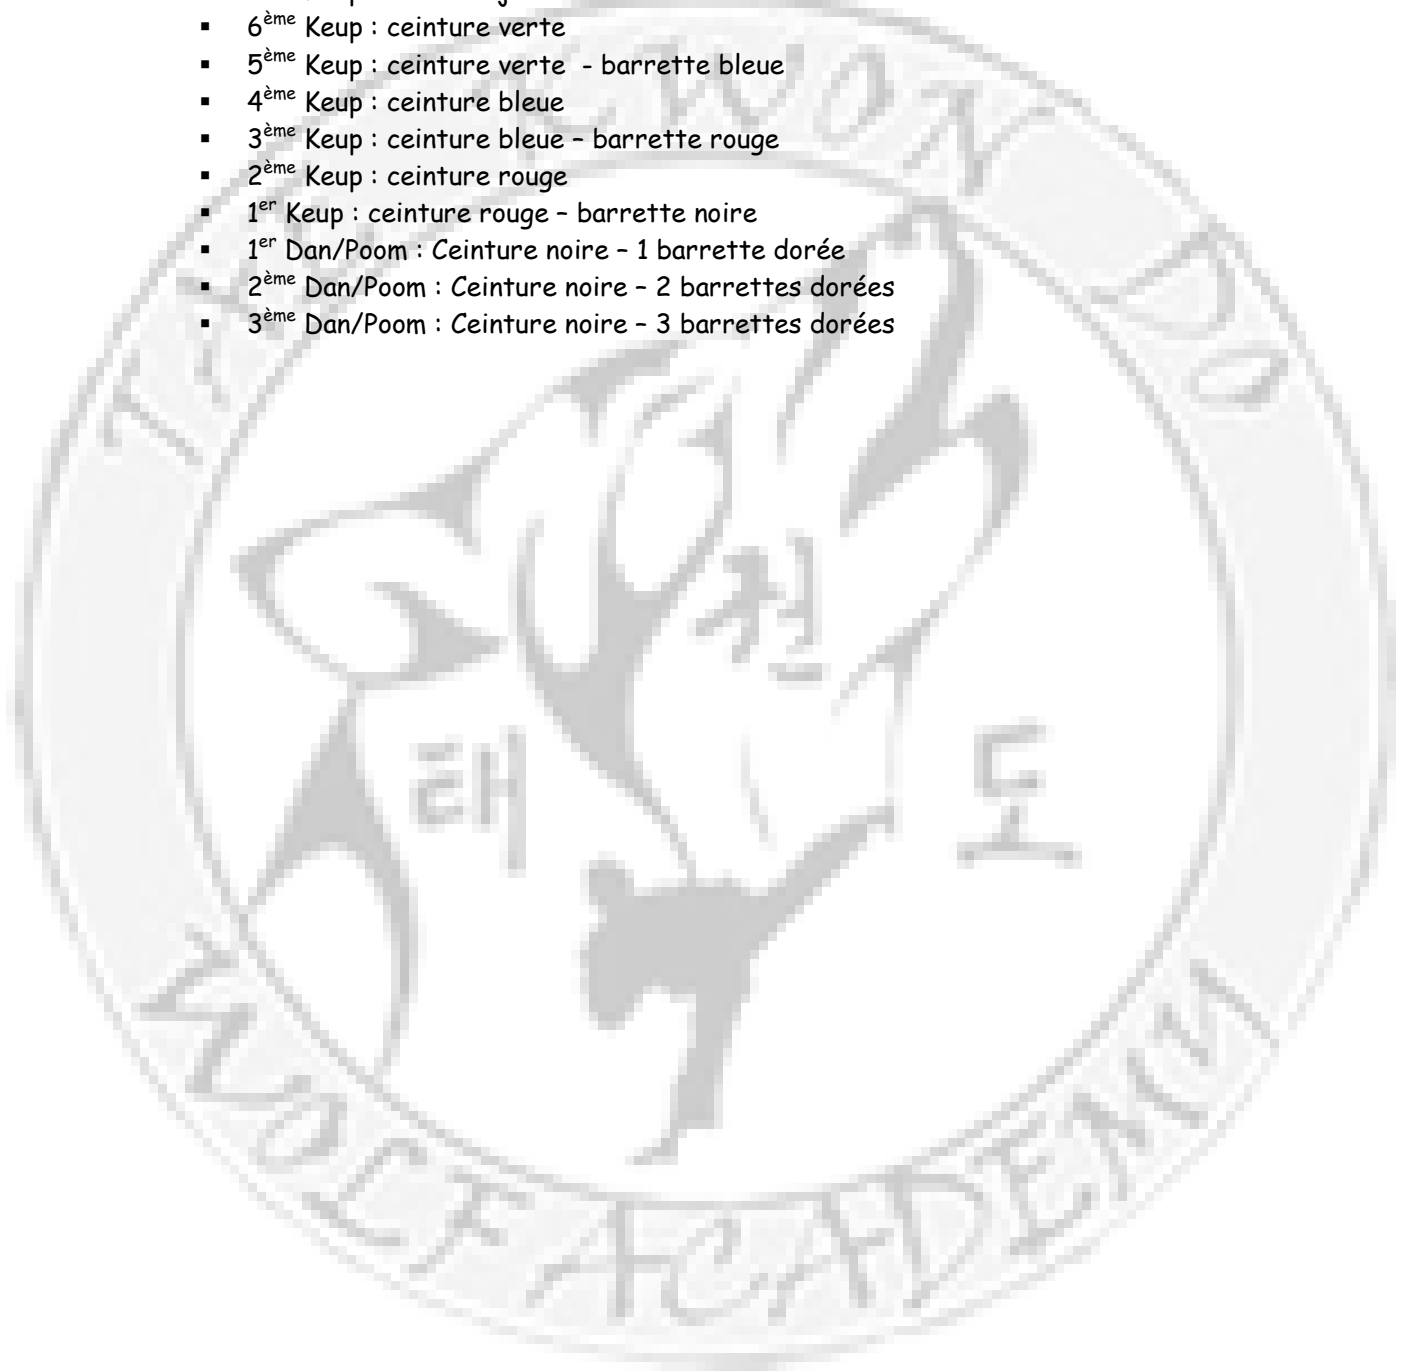 ▪ 6ème Keup : ceinture verte
▪ 5ème Keup : ceinture verte - barrette bleue
▪ 4ème Keup : ceinture bleue
▪ 3ème Keup : ceinture bleue – barrette rouge
▪ 2ème Keup : ceinture rouge
▪ 1er Keup : ceinture rouge – barrette noire
▪ 1er Dan/Poom : Ceinture noire – 1 barrette dorée
▪ 2ème Dan/Poom : Ceinture noire – 2 barrettes dorées
▪ 3ème Dan/Poom : Ceinture noire – 3 barrettes dorées
TAE KWON DO
권
태
도
WOLF ACADEMY